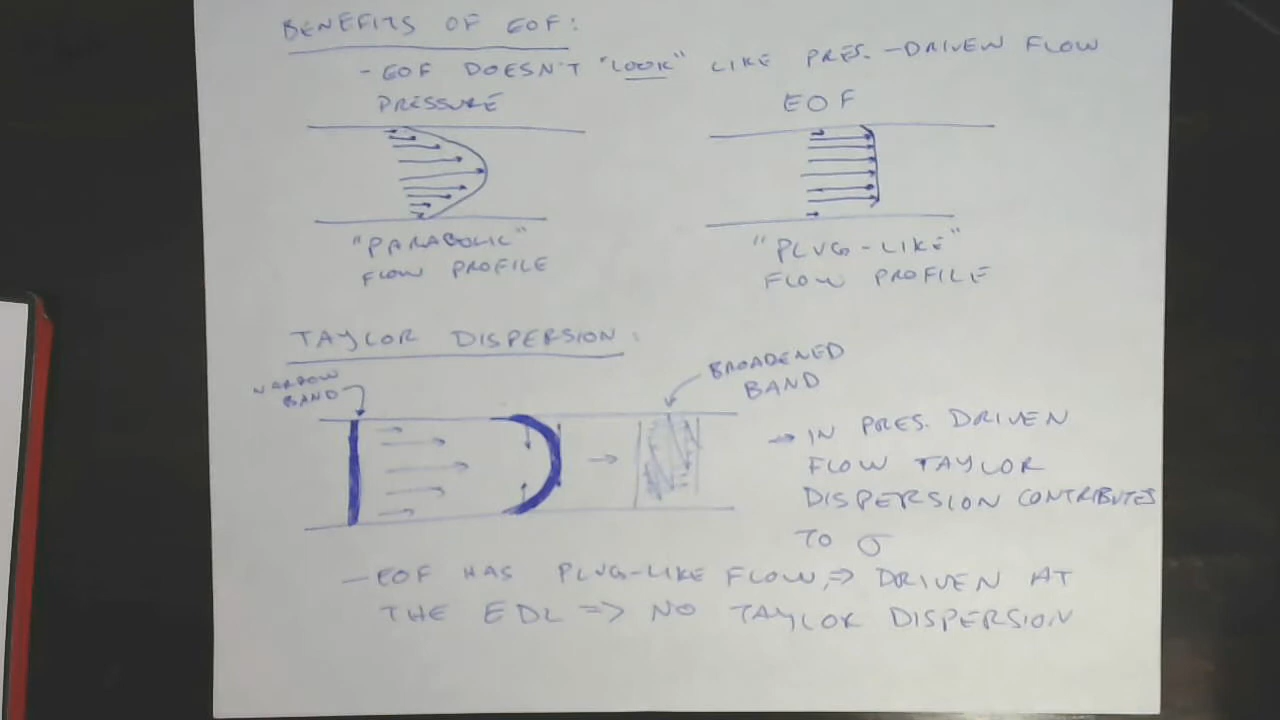 BENEFITS OF EOF:
- EOF DOESN'T "LOOK" LIKE PRES.-DRIVEN FLOW
PRESSURE
EOF
"PARABOLIC"
FLOW PROFILE
"PLUG-LIKE"
FLOW PROFILE
TAYLOR DISPERSION:
NARROW
BAND
BROADENED
BAND
→ IN PRES. DRIVEN
FLOW TAYLOR
DISPERSION CONTRIBUTES
TO σ
- EOF HAS PLUG-LIKE FLOW, ⇒ DRIVEN AT
THE EDL ⇒ NO TAYLOR DISPERSION